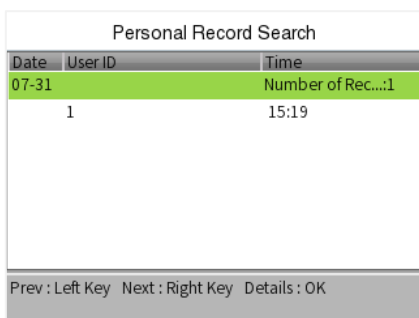 Personal Record Search
Date User ID Time
07-31 Number of Rec...:1
1 15:19
Prev : Left Key Next : Right Key Details : OK